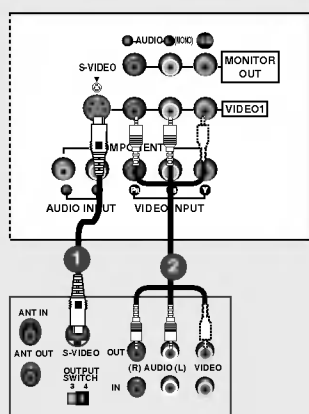 AUDIO (MONO)
MONITOR OUT
S-VIDEO
VIDEO1
MPONENT
AUDIO INPUT
VIDEO INPUT
Y
1
2
ANT IN
ANT OUT
S-VIDEO
OUT
(R) AUDIO (L)
VIDEO
OUTPUT SWITCH
3 4
IN